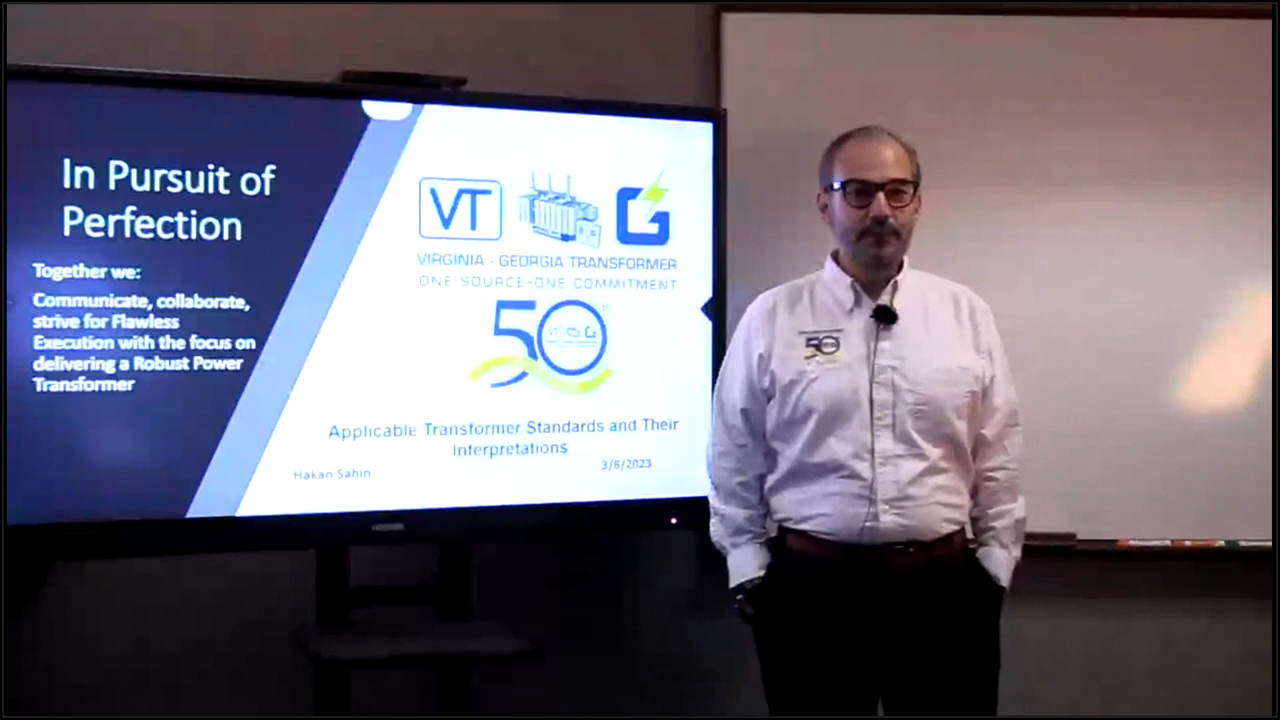 In Pursuit of
Perfection
Together we:
Communicate, collaborate,
strive for Flawless
Execution with the focus on
delivering a Robust Power
Transformer
VT
G
VIRGINIA - GEORGIA TRANSFORMER
ONE SOURCE-ONE COMMITMENT
50
Applicable Transformer Standards and Their
Interpretations
Hakan Sahin
3/8/2023
50